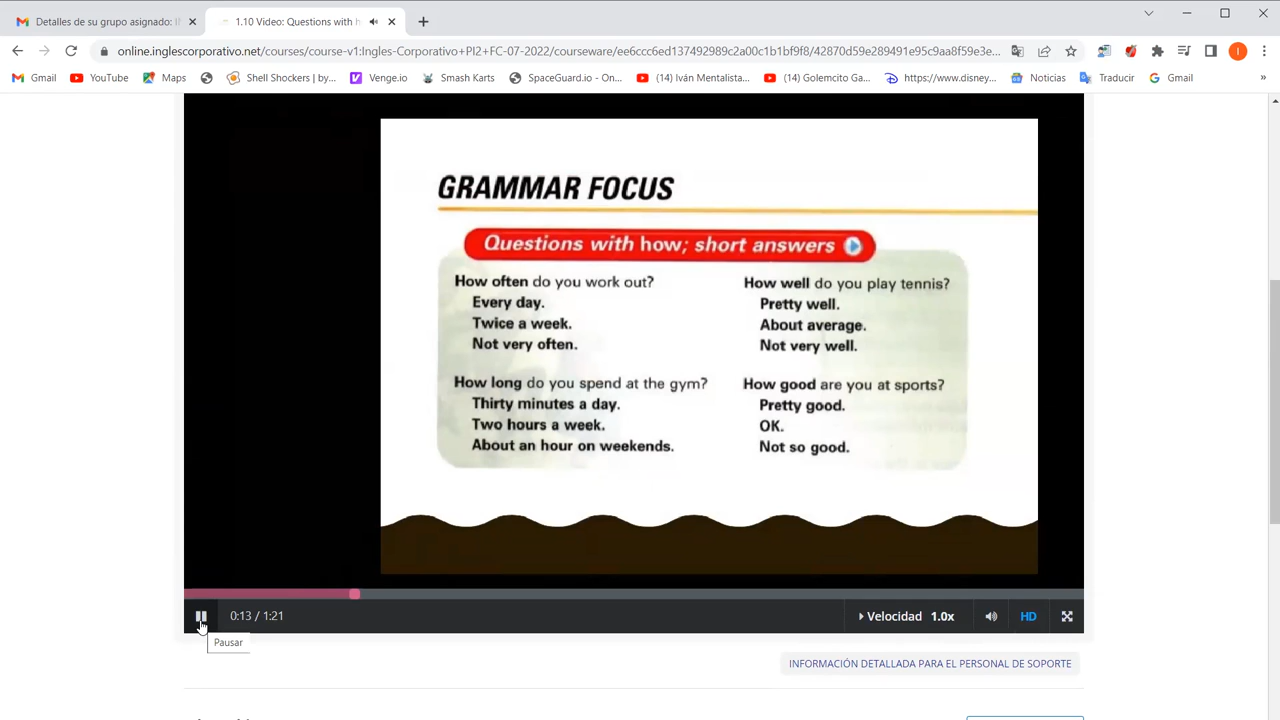 Detalles de su grupo asignado: I
1.10 Video: Questions with h
online.inglescorporativo.net/courses/course-v1:Ingles-Corporativo+PI2+FC-07-2022/courseware/ee6ccc6ed137492989c2a00c1b1bf9f8/42870d59e289491e95c9aa8f59e3e...
Gmail
YouTube
Maps
Shell Shockers | by...
Venge.io
Smash Karts
SpaceGuard.io - On...
(14) Iván Mendista...
(14) Golemcito Ga...
https://www.disney...
Noticias
Traducir
Gmail
»
GRAMMAR FOCUS
Questions with how; short answers
How often do you work out?
Every day.
Twice a week.
Not very often.
How long do you spend at the gym?
Thirty minutes a day.
Two hours a week.
About an hour on weekends.
How well do you play tennis?
Pretty well.
About average.
Not very well.
How good are you at sports?
Pretty good.
OK.
Not so good.
0:13 / 1:21
Velocidad 1.0x
HD
Pausar
INFORMACIÓN DETALLADA PARA EL PERSONAL DE SOPORTE